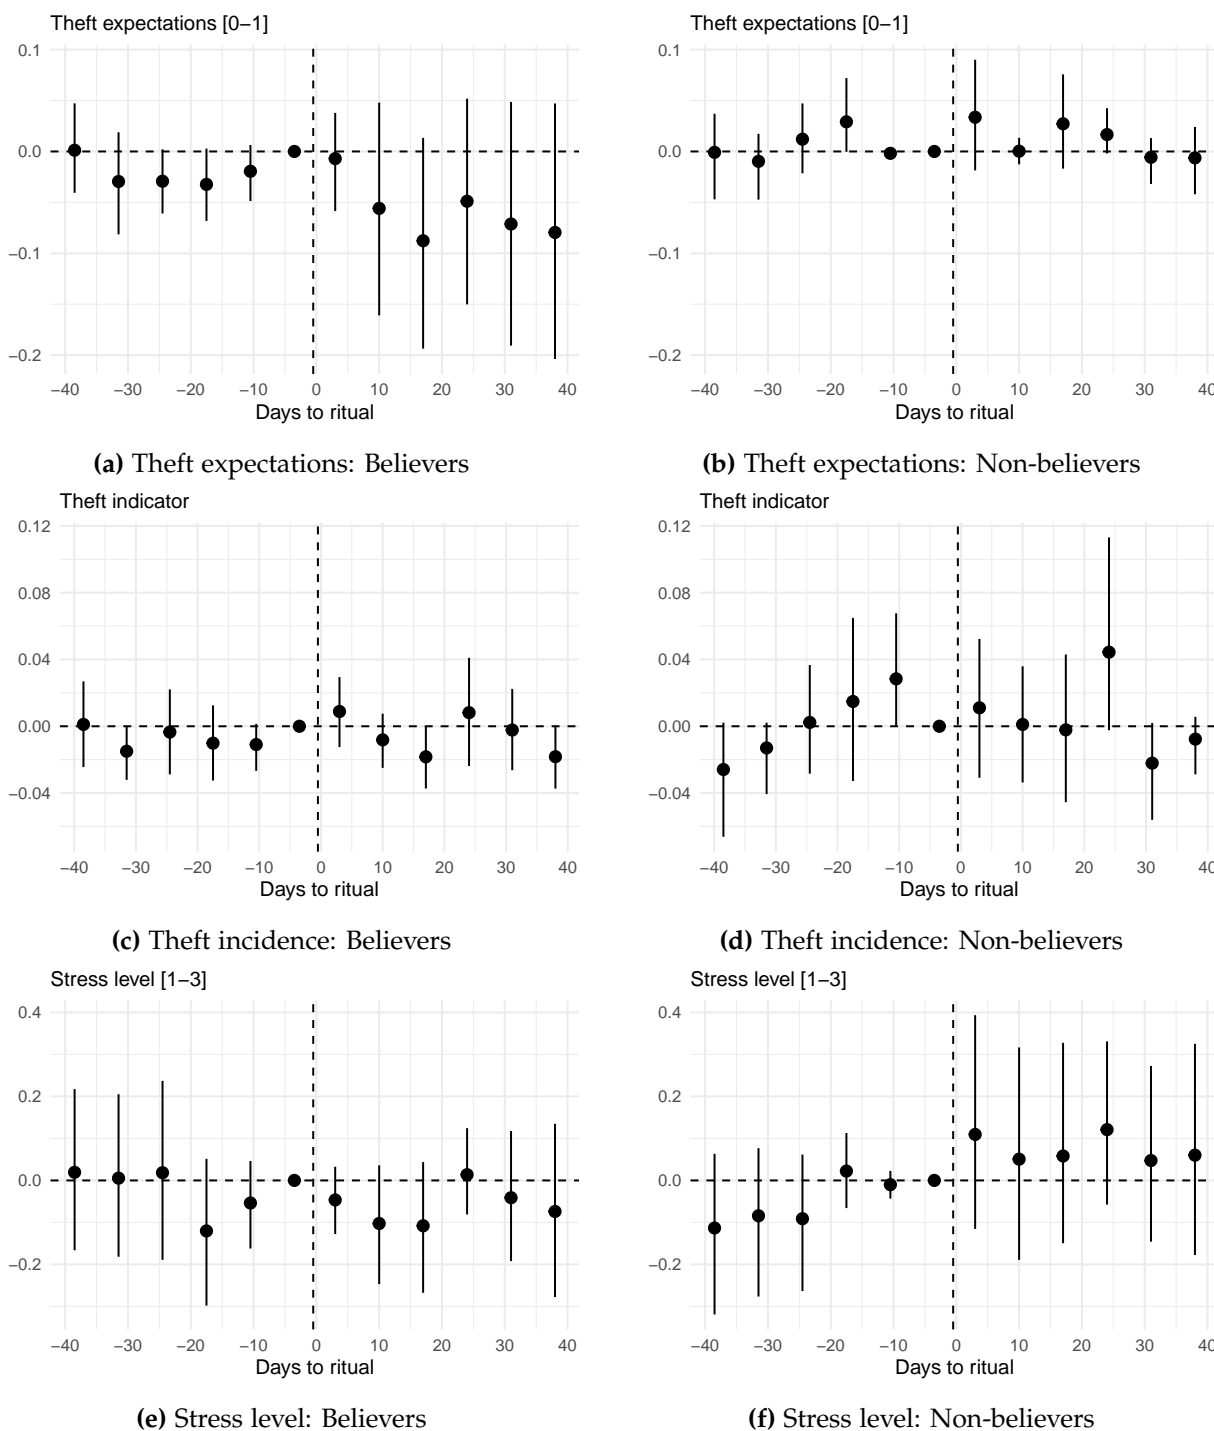 Theft expectations [0−1] Theft expectations [0−1]
0.1 0.1
0.0 0.0
−0.1 −0.1
−0.2 −0.2
−40 −30 −20 −10 0 10 20 30 40 −40 −30 −20 −10 0 10 20 30 40
Days to ritual Days to ritual
(a) Theft expectations: Believers (b) Theft expectations: Non-believers
Theft indicator Theft indicator
0.12 0.12
0.08 0.08
0.04 0.04
0.00 0.00
−0.04 −0.04
−40 −30 −20 −10 0 10 20 30 40 −40 −30 −20 −10 0 10 20 30 40
Days to ritual Days to ritual
(c) Theft incidence: Believers (d) Theft incidence: Non-believers
Stress level [1−3] Stress level [1−3]
0.4 0.4
0.2 0.2
0.0 0.0
−0.2 −0.2
−40 −30 −20 −10 0 10 20 30 40 −40 −30 −20 −10 0 10 20 30 40
Days to ritual Days to ritual
(e) Stress level: Believers (f) Stress level: Non-believers